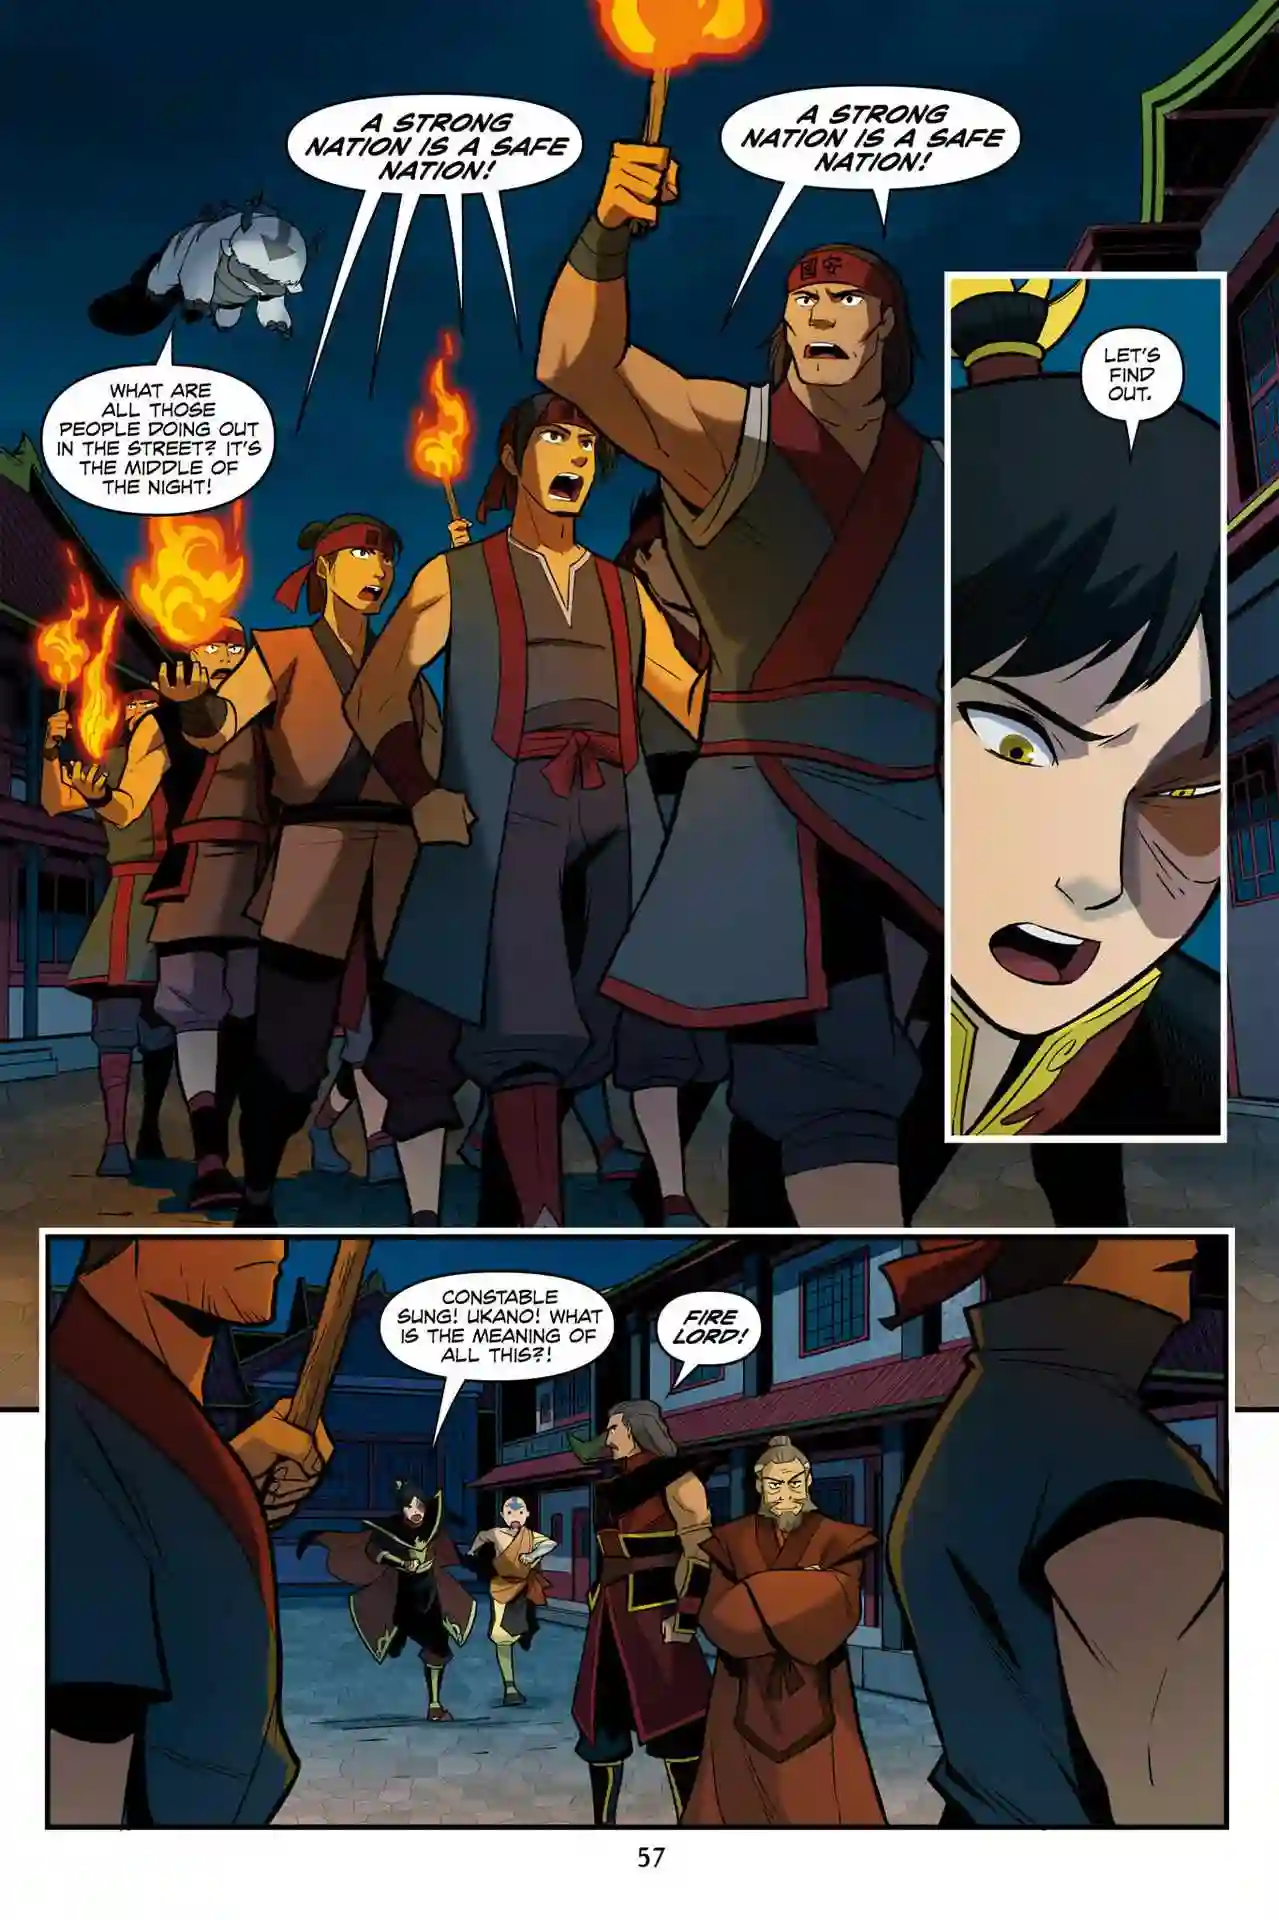 A STRONG
NATION IS A SAFE
NATION!
A STRONG
NATION IS A SAFE
NATION!
WHAT ARE
ALL THOSE
PEOPLE DOING OUT
IN THE STREET? IT'S
THE MIDDLE OF
THE NIGHT!
國安
LET'S
FIND
OUT.
CONSTABLE
SUNG! UKANO! WHAT
IS THE MEANING OF
ALL THIS?!
FIRE
LORD!
57